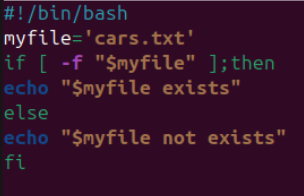 #!/bin/bash
myfile='cars.txt'
if [ -f "$myfile" ];then
echo "$myfile exists"
else
echo "$myfile not exists"
fi